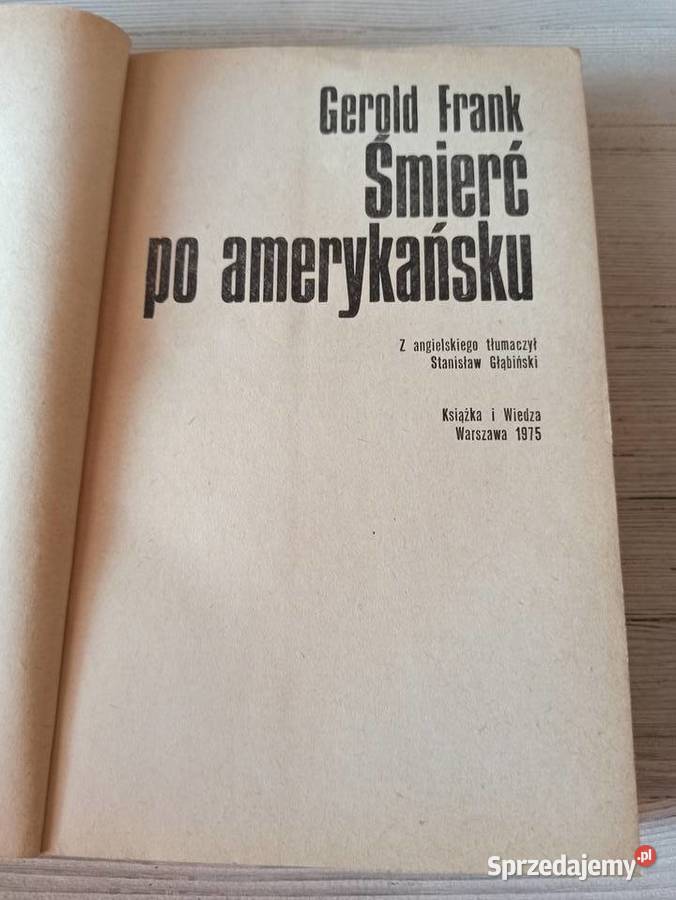 Gerold Frank
Śmierć
po amerykańsku
Z angielskiego tłumaczył
Stanisław Głąbiński
Książka i Wiedza
Warszawa 1975
Sprzedajemy.pl